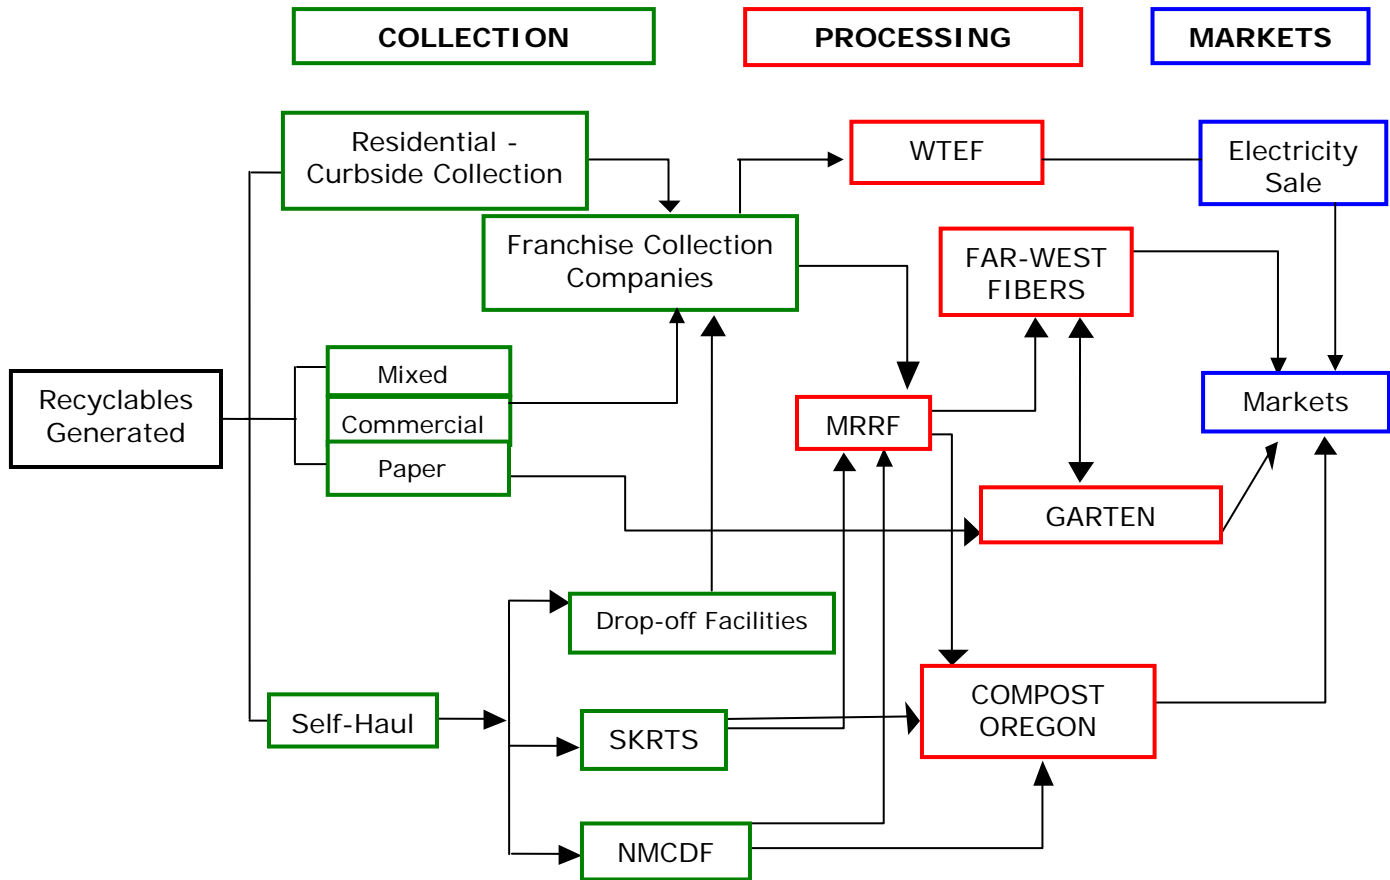 COLLECTION
PROCESSING
MARKETS
Residential -
Curbside Collection
WTEF
Electricity
Sale
Franchise Collection
Companies
FAR-WEST
FIBERS
Recyclables
Generated
Mixed
Commercial
Paper
MRRF
Markets
GARTEN
Drop-off Facilities
Self-Haul
SKRTS
COMPOST
OREGON
NMCDF